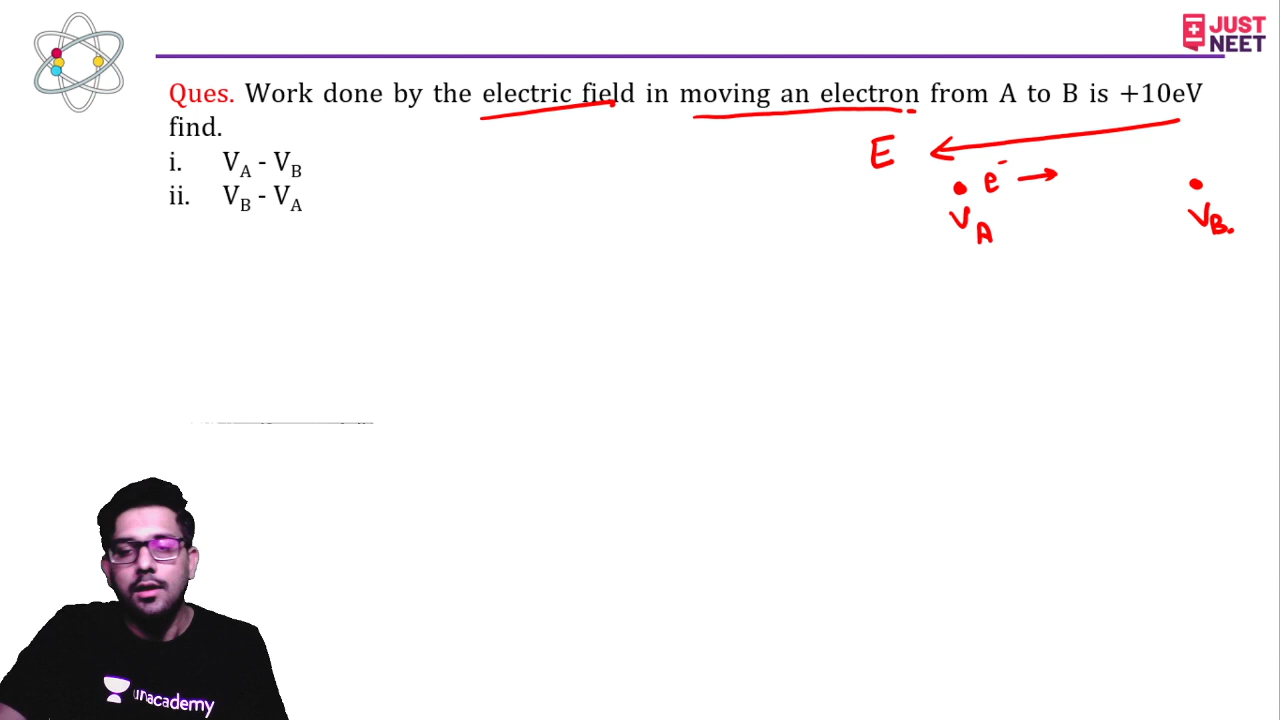 JUST
NEET
Ques. Work done by the electric field in moving an electron from A to B is +10eV
find.
i. VA - VB
ii. VB - VA
E
e- →
VA
VB.
unacademy